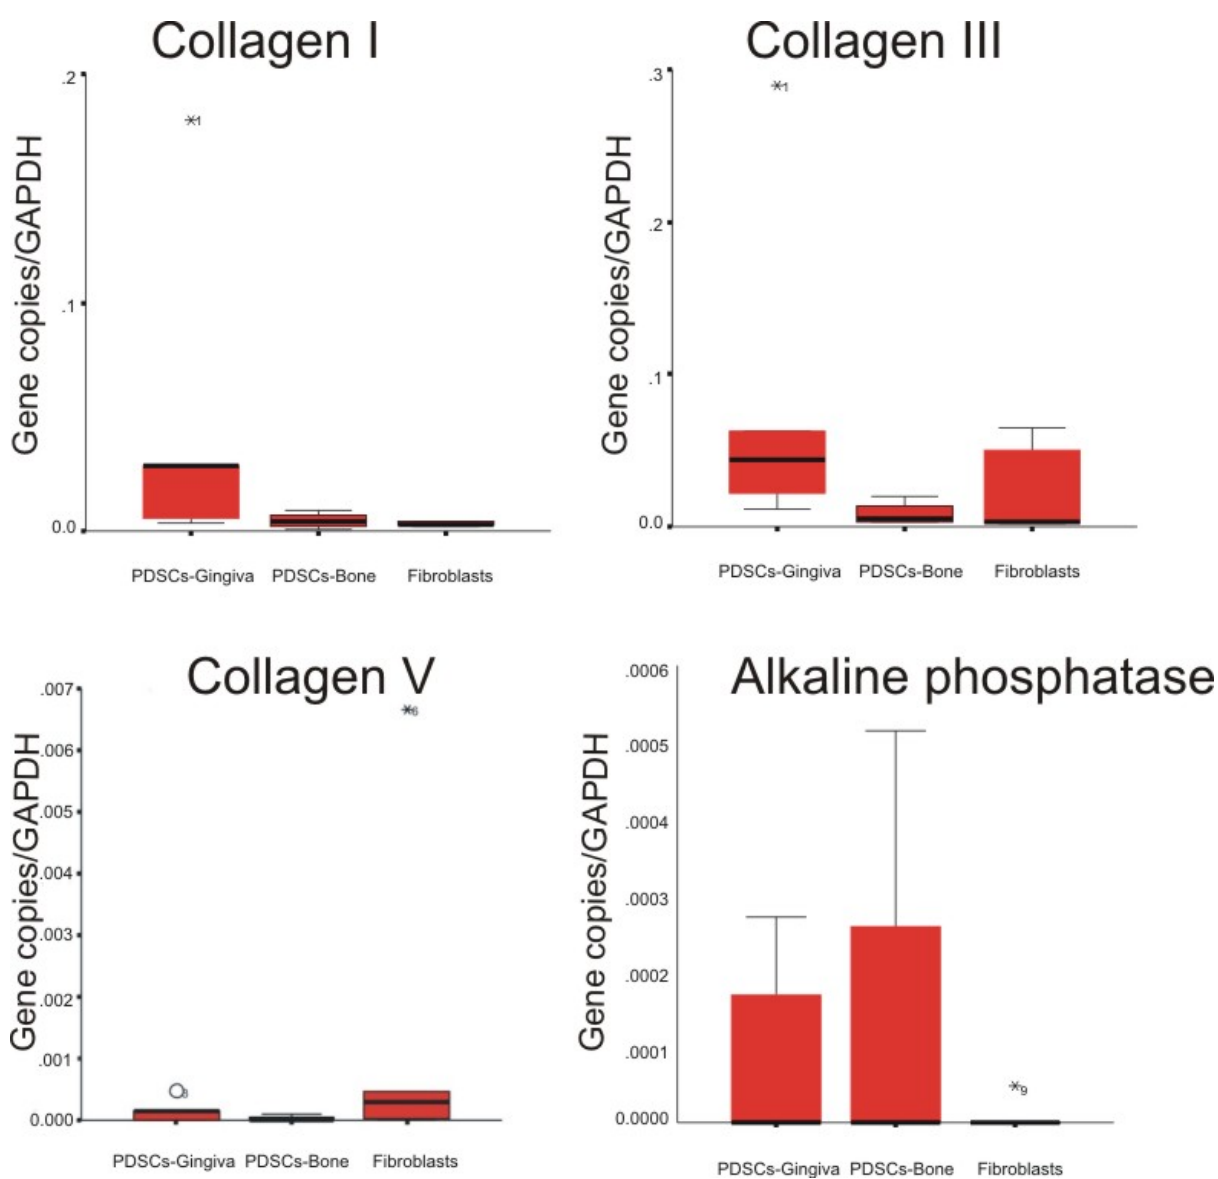 Collagen I
Gene copies/GAPDH
.2
.1
0.0
*1
PDSCs-Gingiva PDSCs-Bone Fibroblasts
Collagen III
Gene copies/GAPDH
.3
.2
.1
0.0
*1
PDSCs-Gingiva PDSCs-Bone Fibroblasts
Collagen V
Gene copies/GAPDH
.007
.006
.005
.004
.003
.002
.001
0.000
*6
3
PDSCs-Gingiva PDSCs-Bone Fibroblasts
Alkaline phosphatase
Gene copies/GAPDH
.0006
.0005
.0004
.0003
.0002
.0001
.0000
*9
PDSCs-Gingiva PDSCs-Bone Fibroblasts